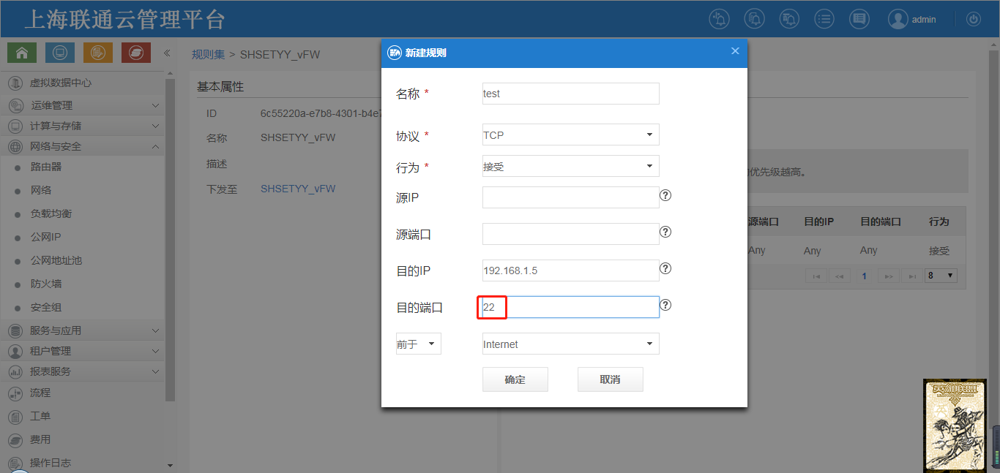 上海联通云管理平台
admin
«
规则集 > SHSETYY_vFW
虚拟数据中心
运维管理
计算与存储
网络与安全
路由器
网络
负载均衡
公网IP
公网地址池
防火墙
安全组
服务与应用
租户管理
报表服务
流程
工单
费用
操作日志
基本属性
ID 6c55220a-e7b8-4301-b4e7
名称 SHSETYY_vFW
描述
下发至 SHSETYY_vFW
新建规则
名称 * test
协议 * TCP
行为 * 接受
源IP
源端口
目的IP 192.168.1.5
目的端口 22
前于 Internet
确定 取消
优先级越高。
源端口 目的IP 目的端口 行为
Any Any Any 接受
1 8
英雄联盟